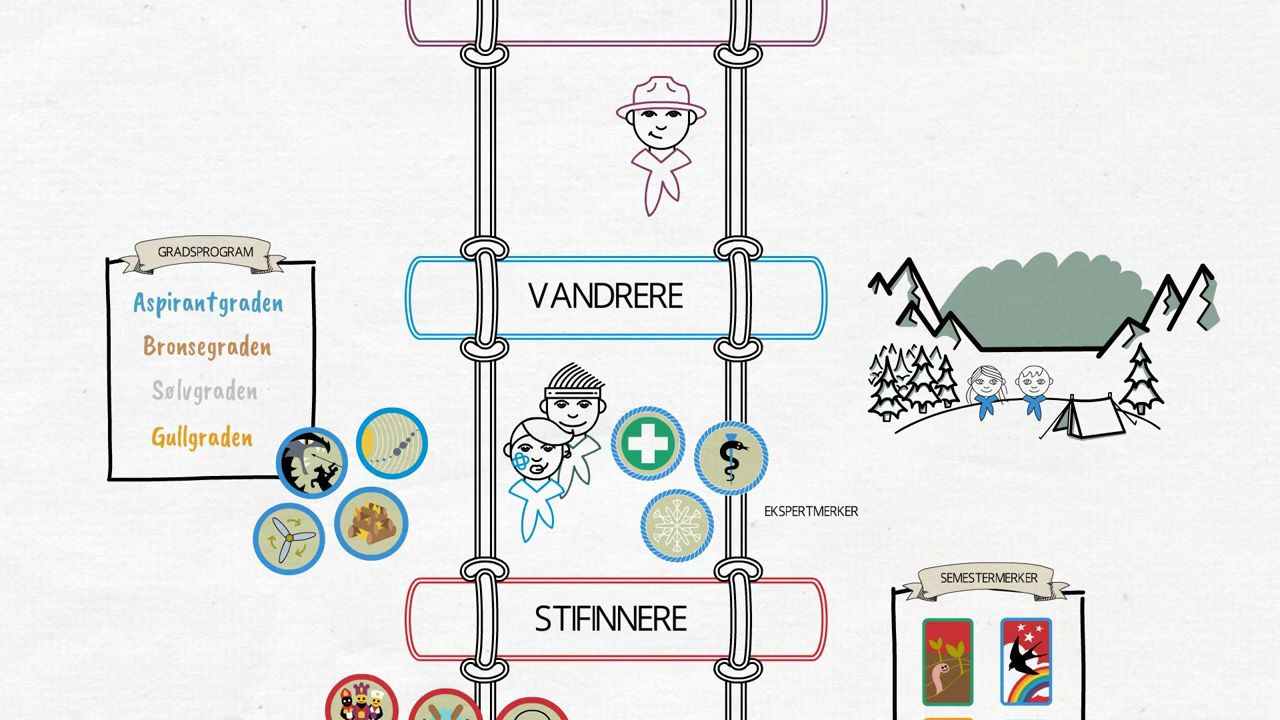 GRADSPROGRAM
Aspirantgraden
Bronsegraden
Sølvgraden
Gullgraden
VANDRERE
EKSPERTMERKER
STIFINNERE
SEMESTERMERKER